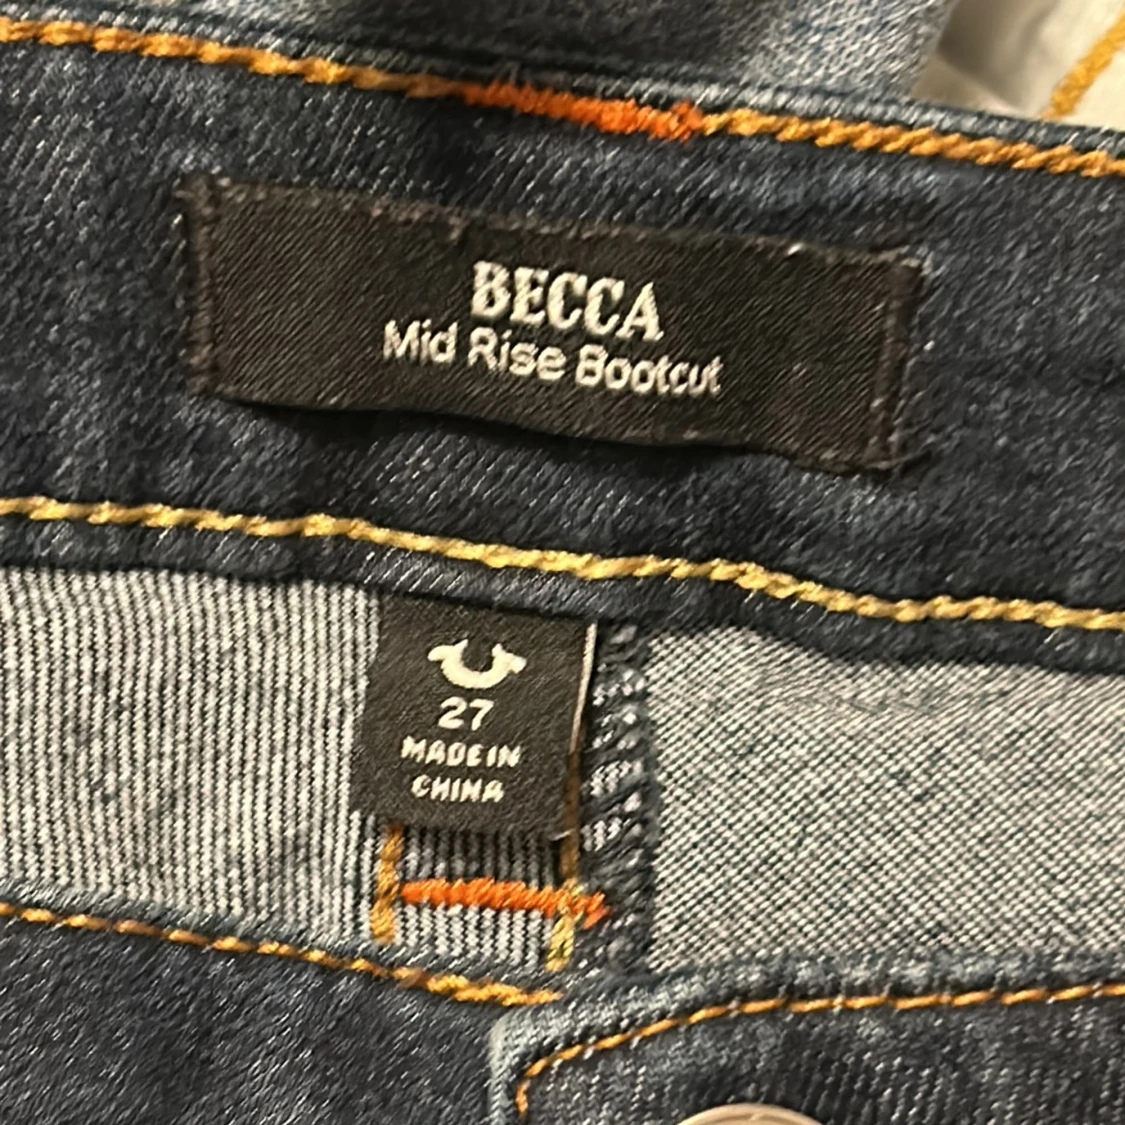 BECCA
Mid Rise Bootcut
27
MADE IN
CHINA